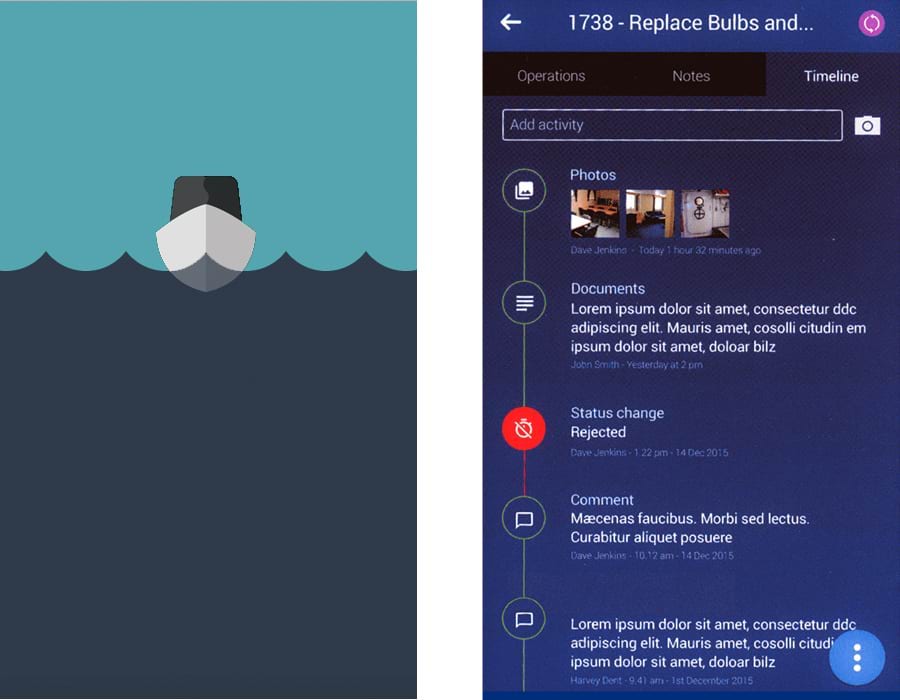 1738 - Replace Bulbs and...
Operations
Notes
Timeline
Add activity
Photos
Dave Jenkins - Today 1 hour 32 minutes ago
Documents
Lorem ipsum dolor sit amet, consectetur ddc
adipiscing elit. Mauris amet, cosolli citudin em
ipsum dolor sit amet, doloar bilz
John Smith - Yesterday at 2 pm
Status change
Rejected
Dave Jenkins - 1.22 pm - 14 Dec 2015
Comment
Mæcenas faucibus. Morbi sed lectus.
Curabitur aliquet posuere
Dave Jenkins - 10.12 am - 14 Dec 2015
Lorem ipsum dolor sit amet, consectetur ddc
adipiscing elit. Mauris amet, cosolli citudi
ipsum dolor sit amet, doloar bilz
Harvey Dent - 9.41 am - 1st December 2015